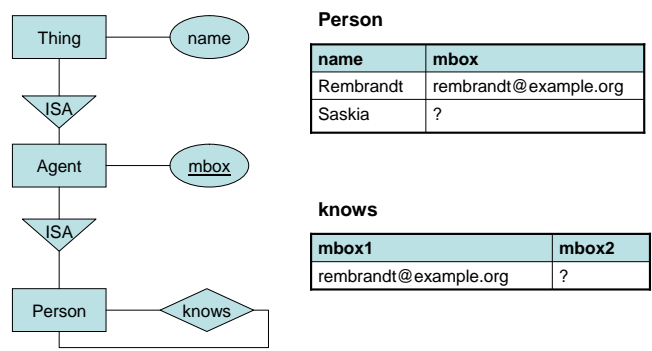 Thing
name
ISA
Agent
mbox
ISA
Person
knows
Person
name mbox
Rembrandt rembrandt@example.org
Saskia ?
knows
mbox1 mbox2
rembrandt@example.org ?